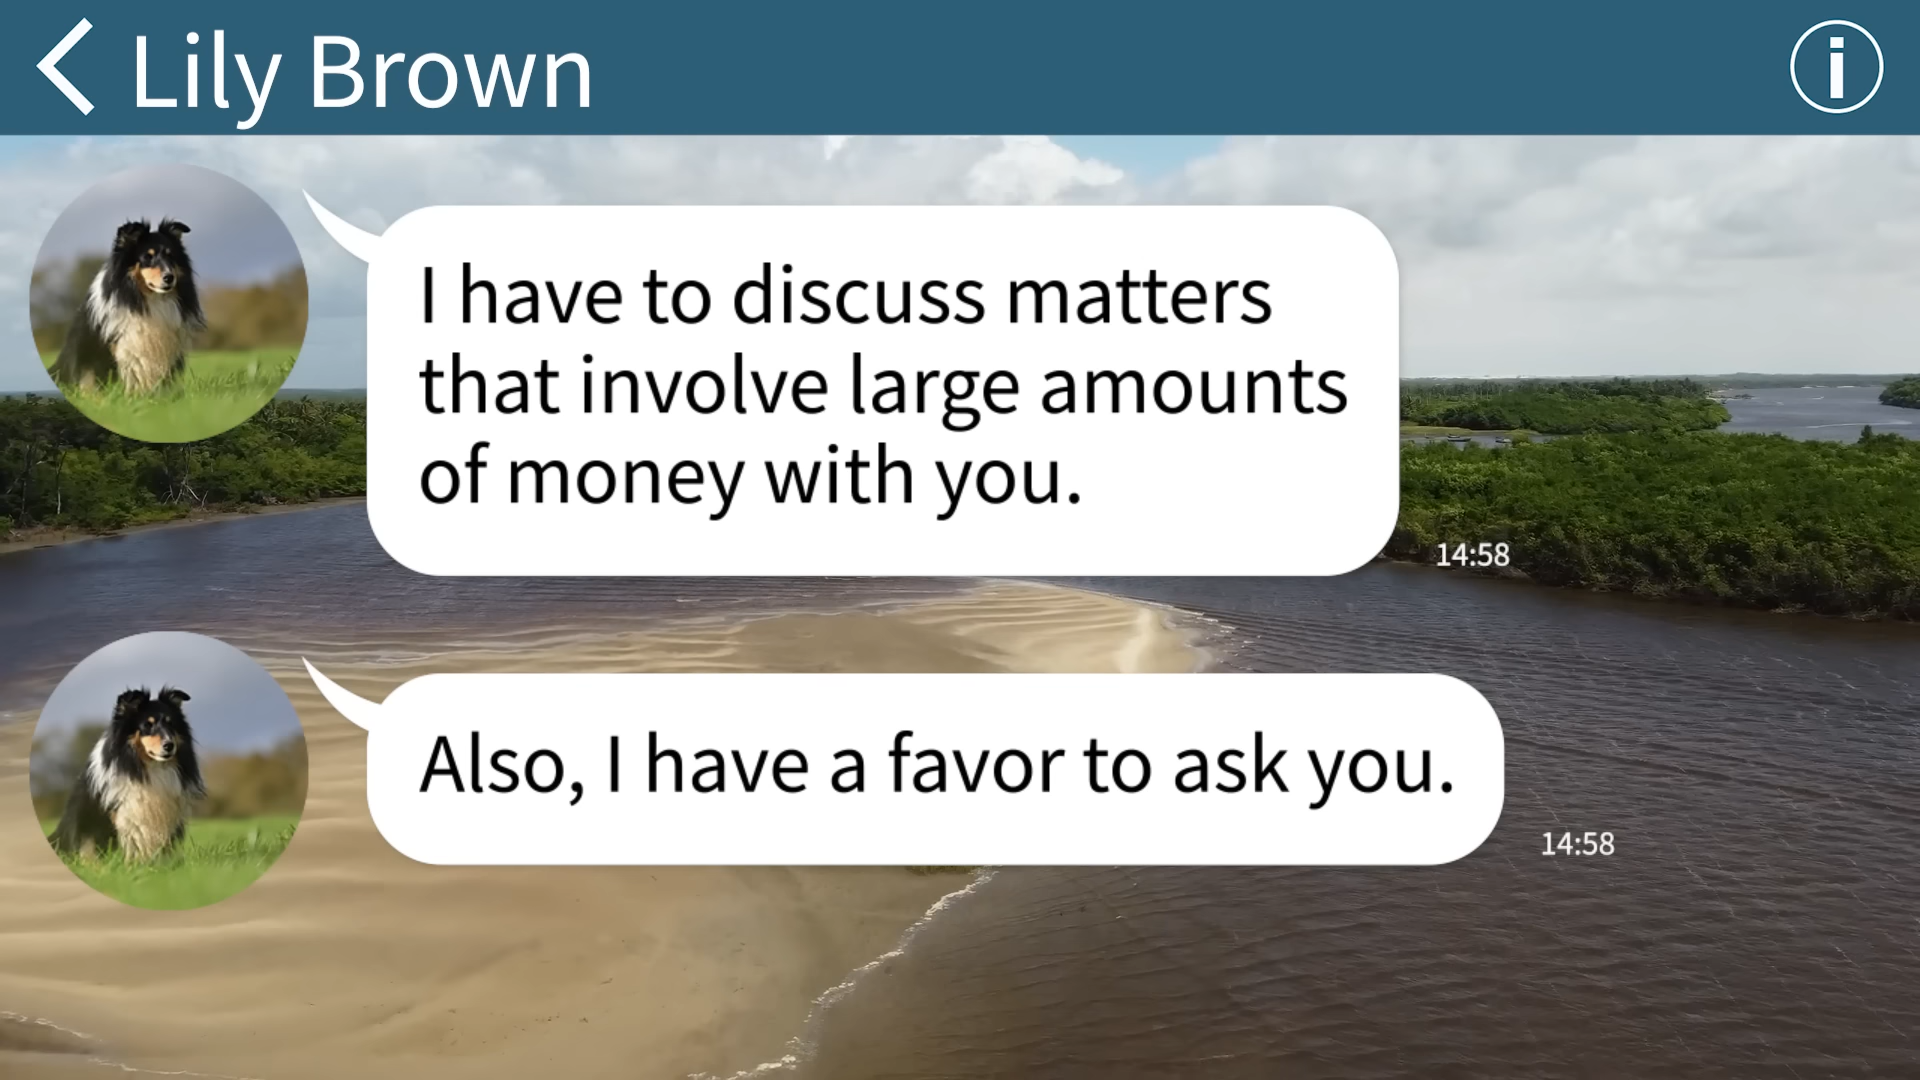 Lily Brown
I have to discuss matters
that involve large amounts
of money with you.
14:58
Also, I have a favor to ask you.
14:58